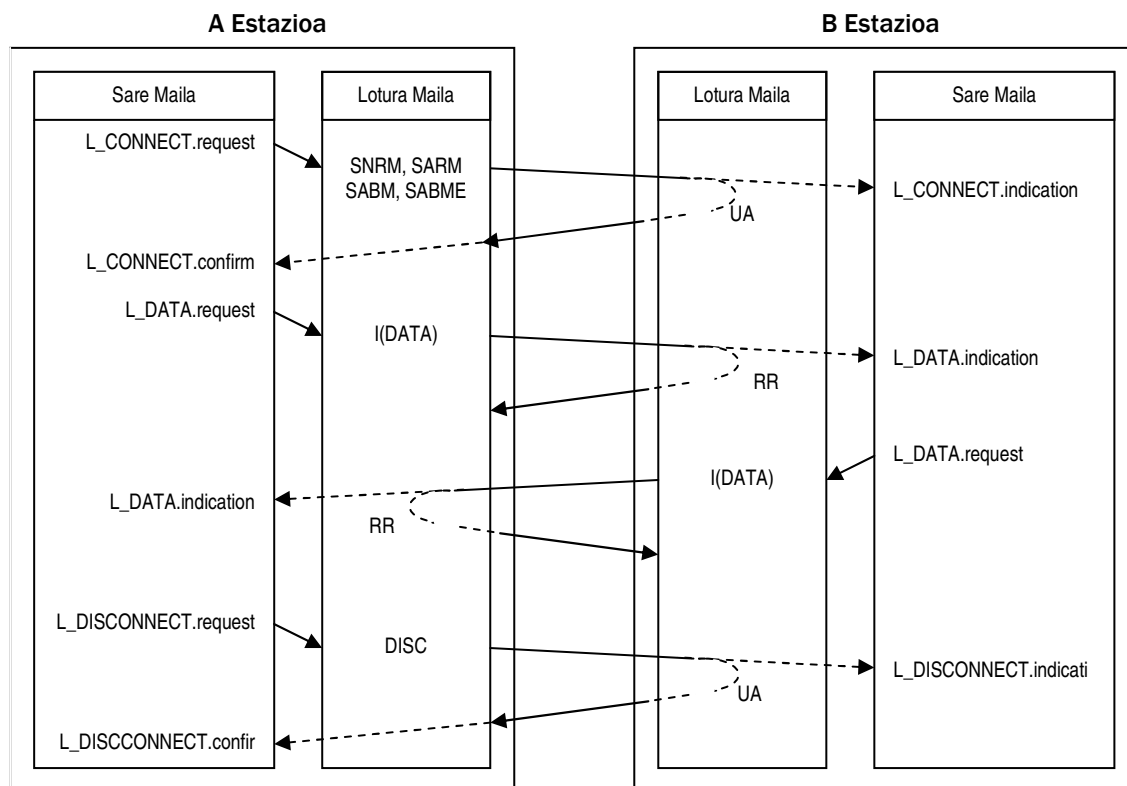 A Estazioa
B Estazioa
Sare Maila
Lotura Maila
Lotura Maila
Sare Maila
L_CONNECT.request
SNRM, SARM
SABM, SABME
L_CONNECT.indication
UA
L_CONNECT.confirm
L_DATA.request
I(DATA)
L_DATA.indication
RR
L_DATA.request
I(DATA)
L_DATA.indication
RR
L_DISCONNECT.request
DISC
L_DISCONNECT.indicati
UA
L_DISCCONNECT.confir